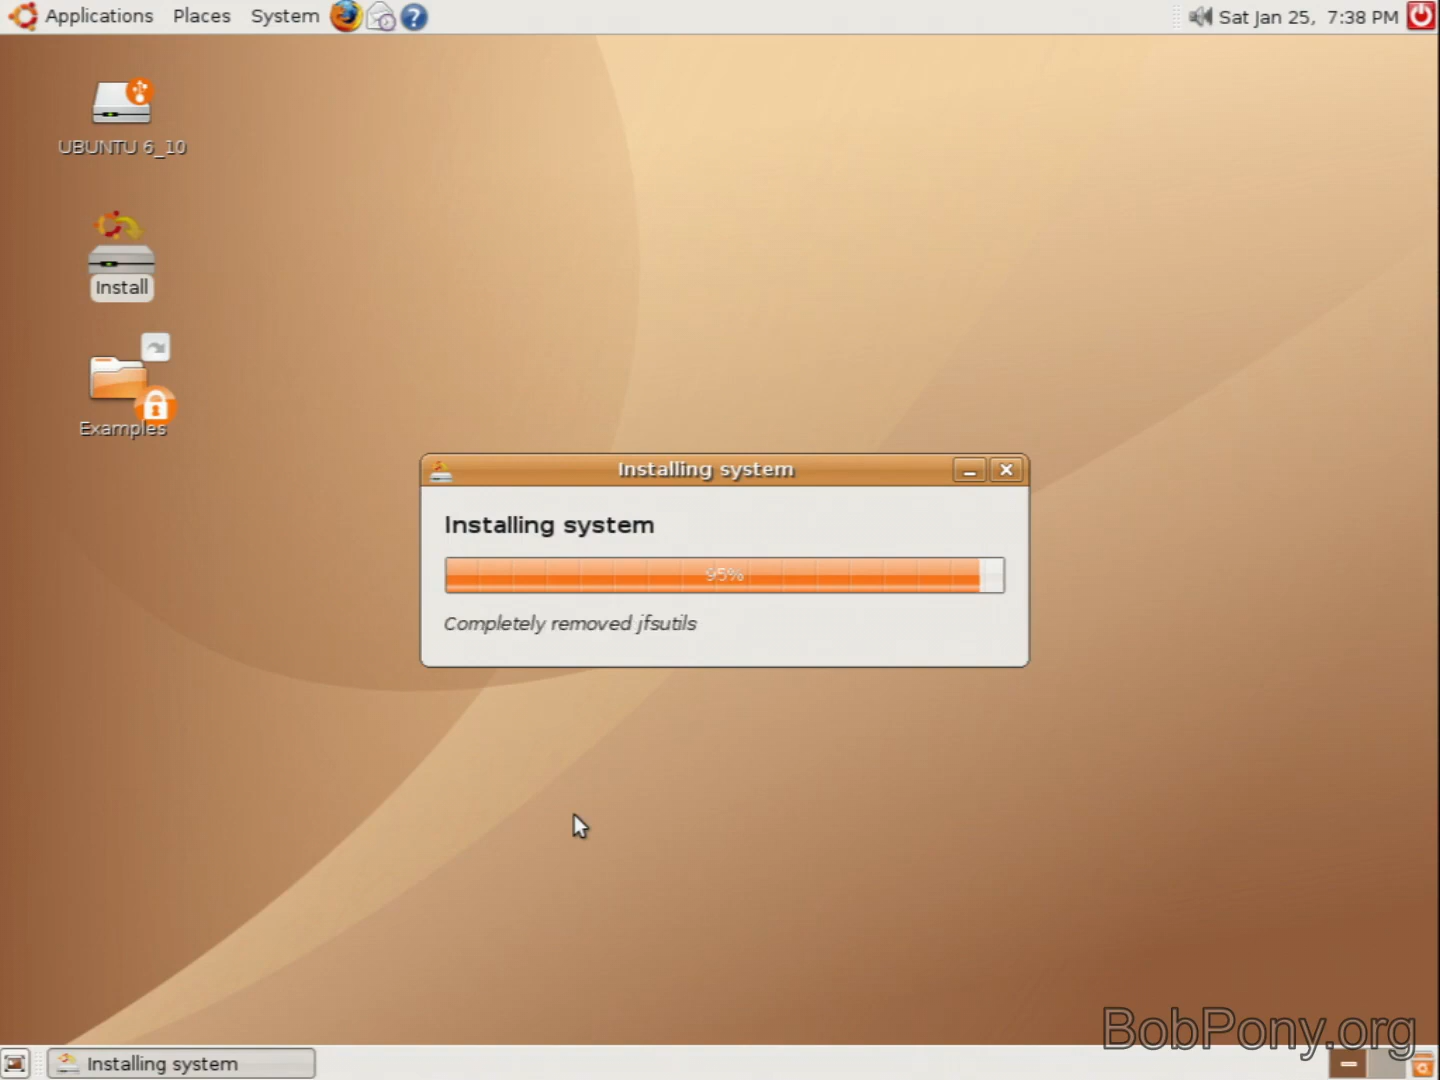 Applications Places System Sat Jan 25, 7:38 PM
UBUNTU 6_10
Install
Examples
Installing system
Installing system
95%
Completely removed jfsutils
BobPony.org
Installing system